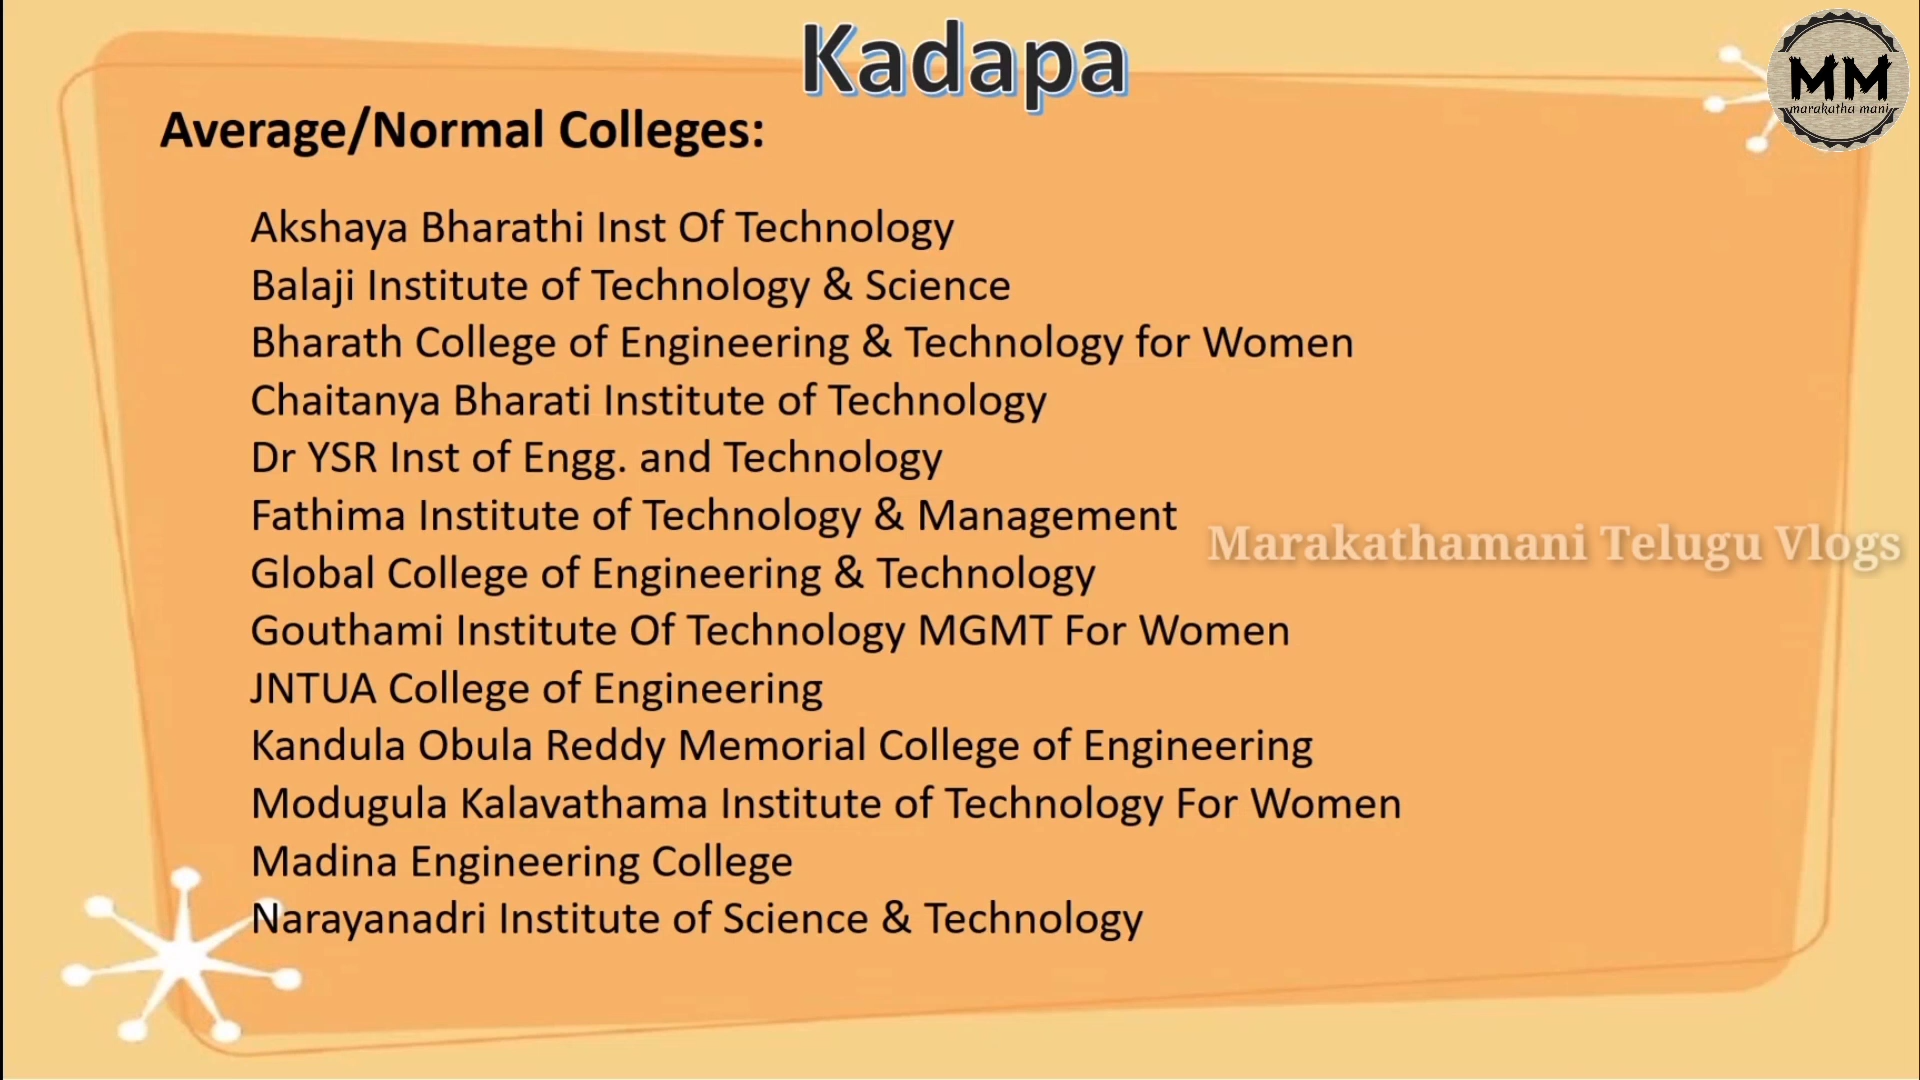 Kadapa
MM
marakatha mani
Average/Normal Colleges:
Akshaya Bharathi Inst Of Technology
Balaji Institute of Technology & Science
Bharath College of Engineering & Technology for Women
Chaitanya Bharati Institute of Technology
Dr YSR Inst of Engg. and Technology
Fathima Institute of Technology & Management
Marakathamani Telugu Vlogs
Global College of Engineering & Technology
Gouthami Institute Of Technology MGMT For Women
JNTUA College of Engineering
Kandula Obula Reddy Memorial College of Engineering
Modugula Kalavathama Institute of Technology For Women
Madina Engineering College
Narayanadri Institute of Science & Technology